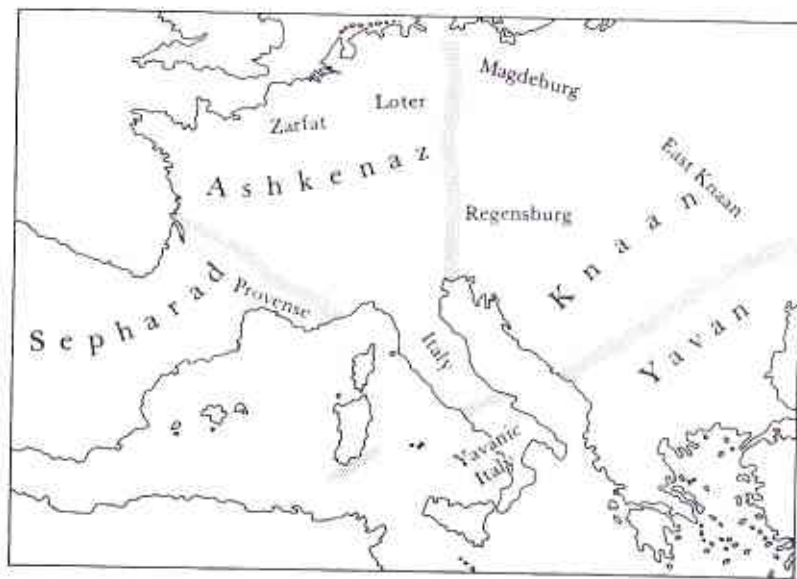 Magdeburg
Loter
Zarfat
Ashkenaz
East Knaan
Regensburg
Knaan
Sepharad
Provense
Yavan
Italy
Yavanic
Italy